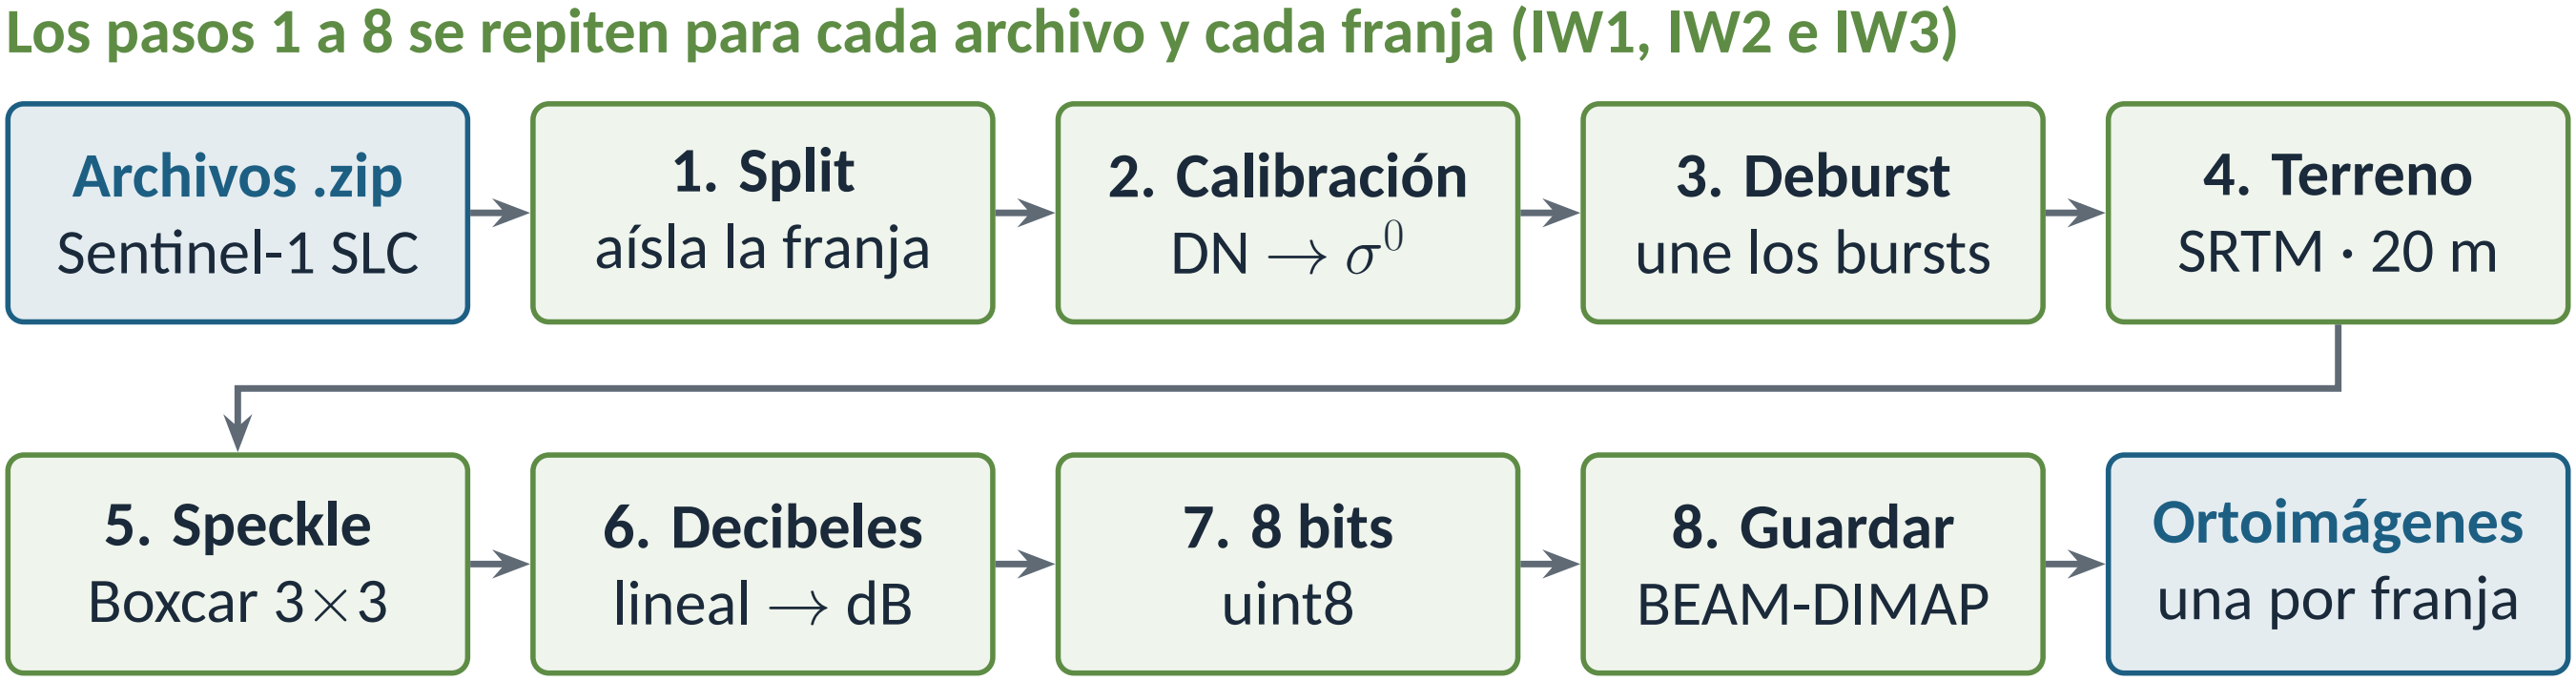 Los pasos 1 a 8 se repiten para cada archivo y cada franja (IW1, IW2 e IW3)
Archivos .zip
Sentinel-1 SLC
1. Split
aísla la franja
2. Calibración
DN → σ⁰
3. Deburst
une los bursts
4. Terreno
SRTM · 20 m
5. Speckle
Boxcar 3×3
6. Decibeles
lineal → dB
7. 8 bits
uint8
8. Guardar
BEAM-DIMAP
Ortoimágenes
una por franja